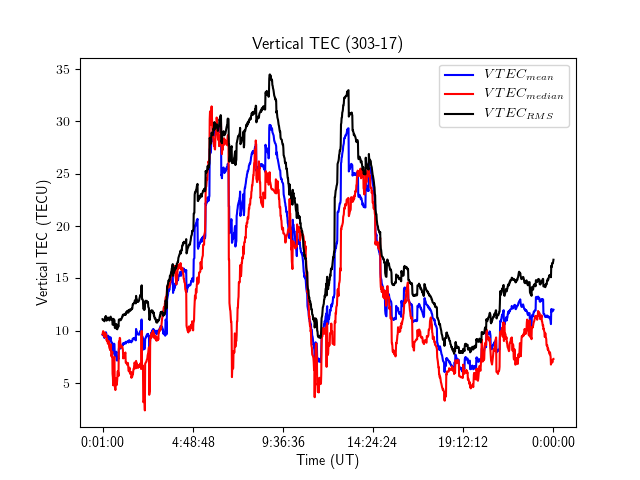 Vertical TEC (303-17)
VTEC_mean
VTEC_median
VTEC_RMS
35
30
25
20
15
10
5
Vertical TEC (TECU)
0:01:00 4:48:48 9:36:36 14:24:24 19:12:12 0:00:00
Time (UT)